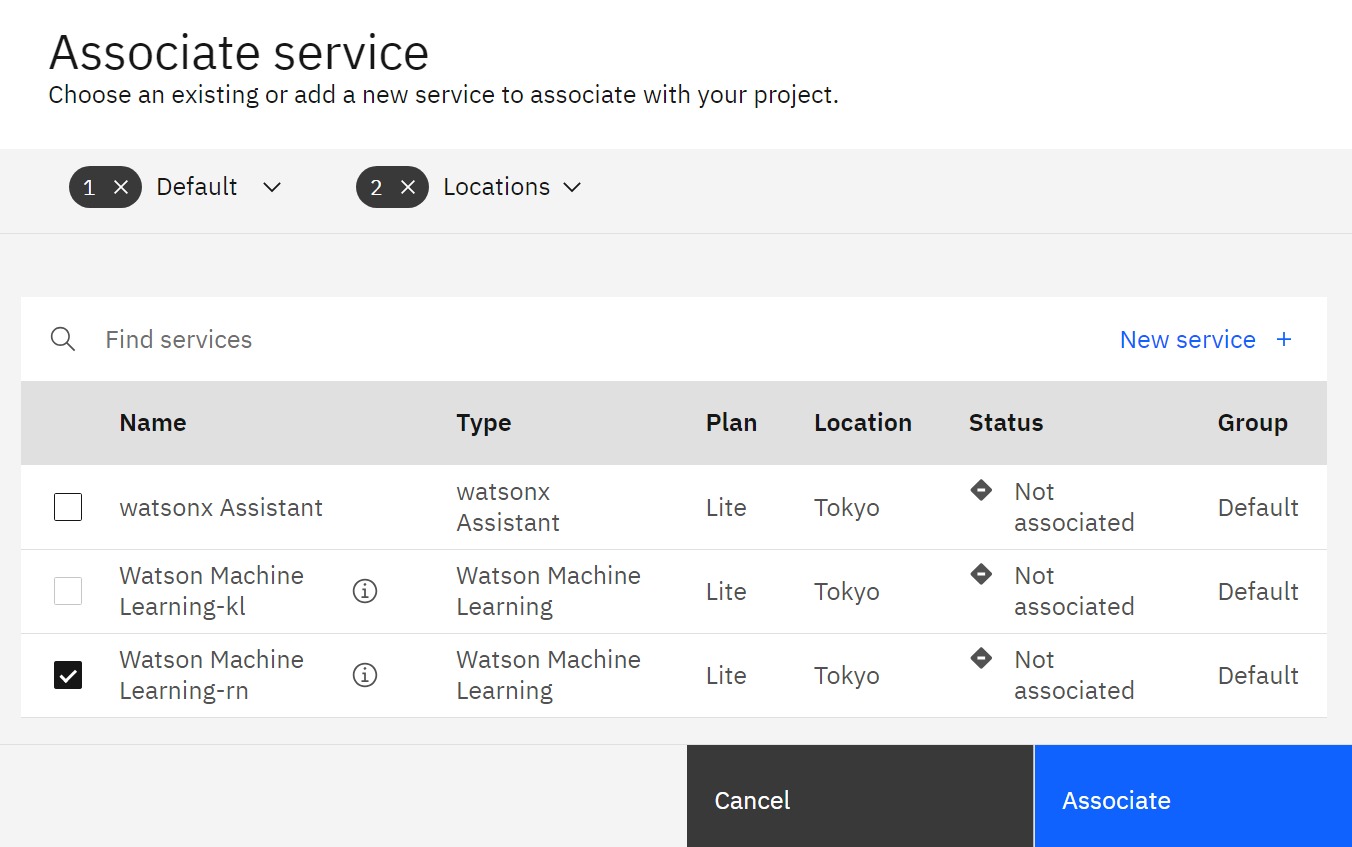 Associate service
Choose an existing or add a new service to associate with your project.
1 Default 2 Locations
Find services New service +
Name Type Plan Location Status Group
watsonx Assistant watsonx Assistant Lite Tokyo Not associated Default
Watson Machine Learning-kl Watson Machine Learning Lite Tokyo Not associated Default
Watson Machine Learning-rn Watson Machine Learning Lite Tokyo Not associated Default
Cancel Associate